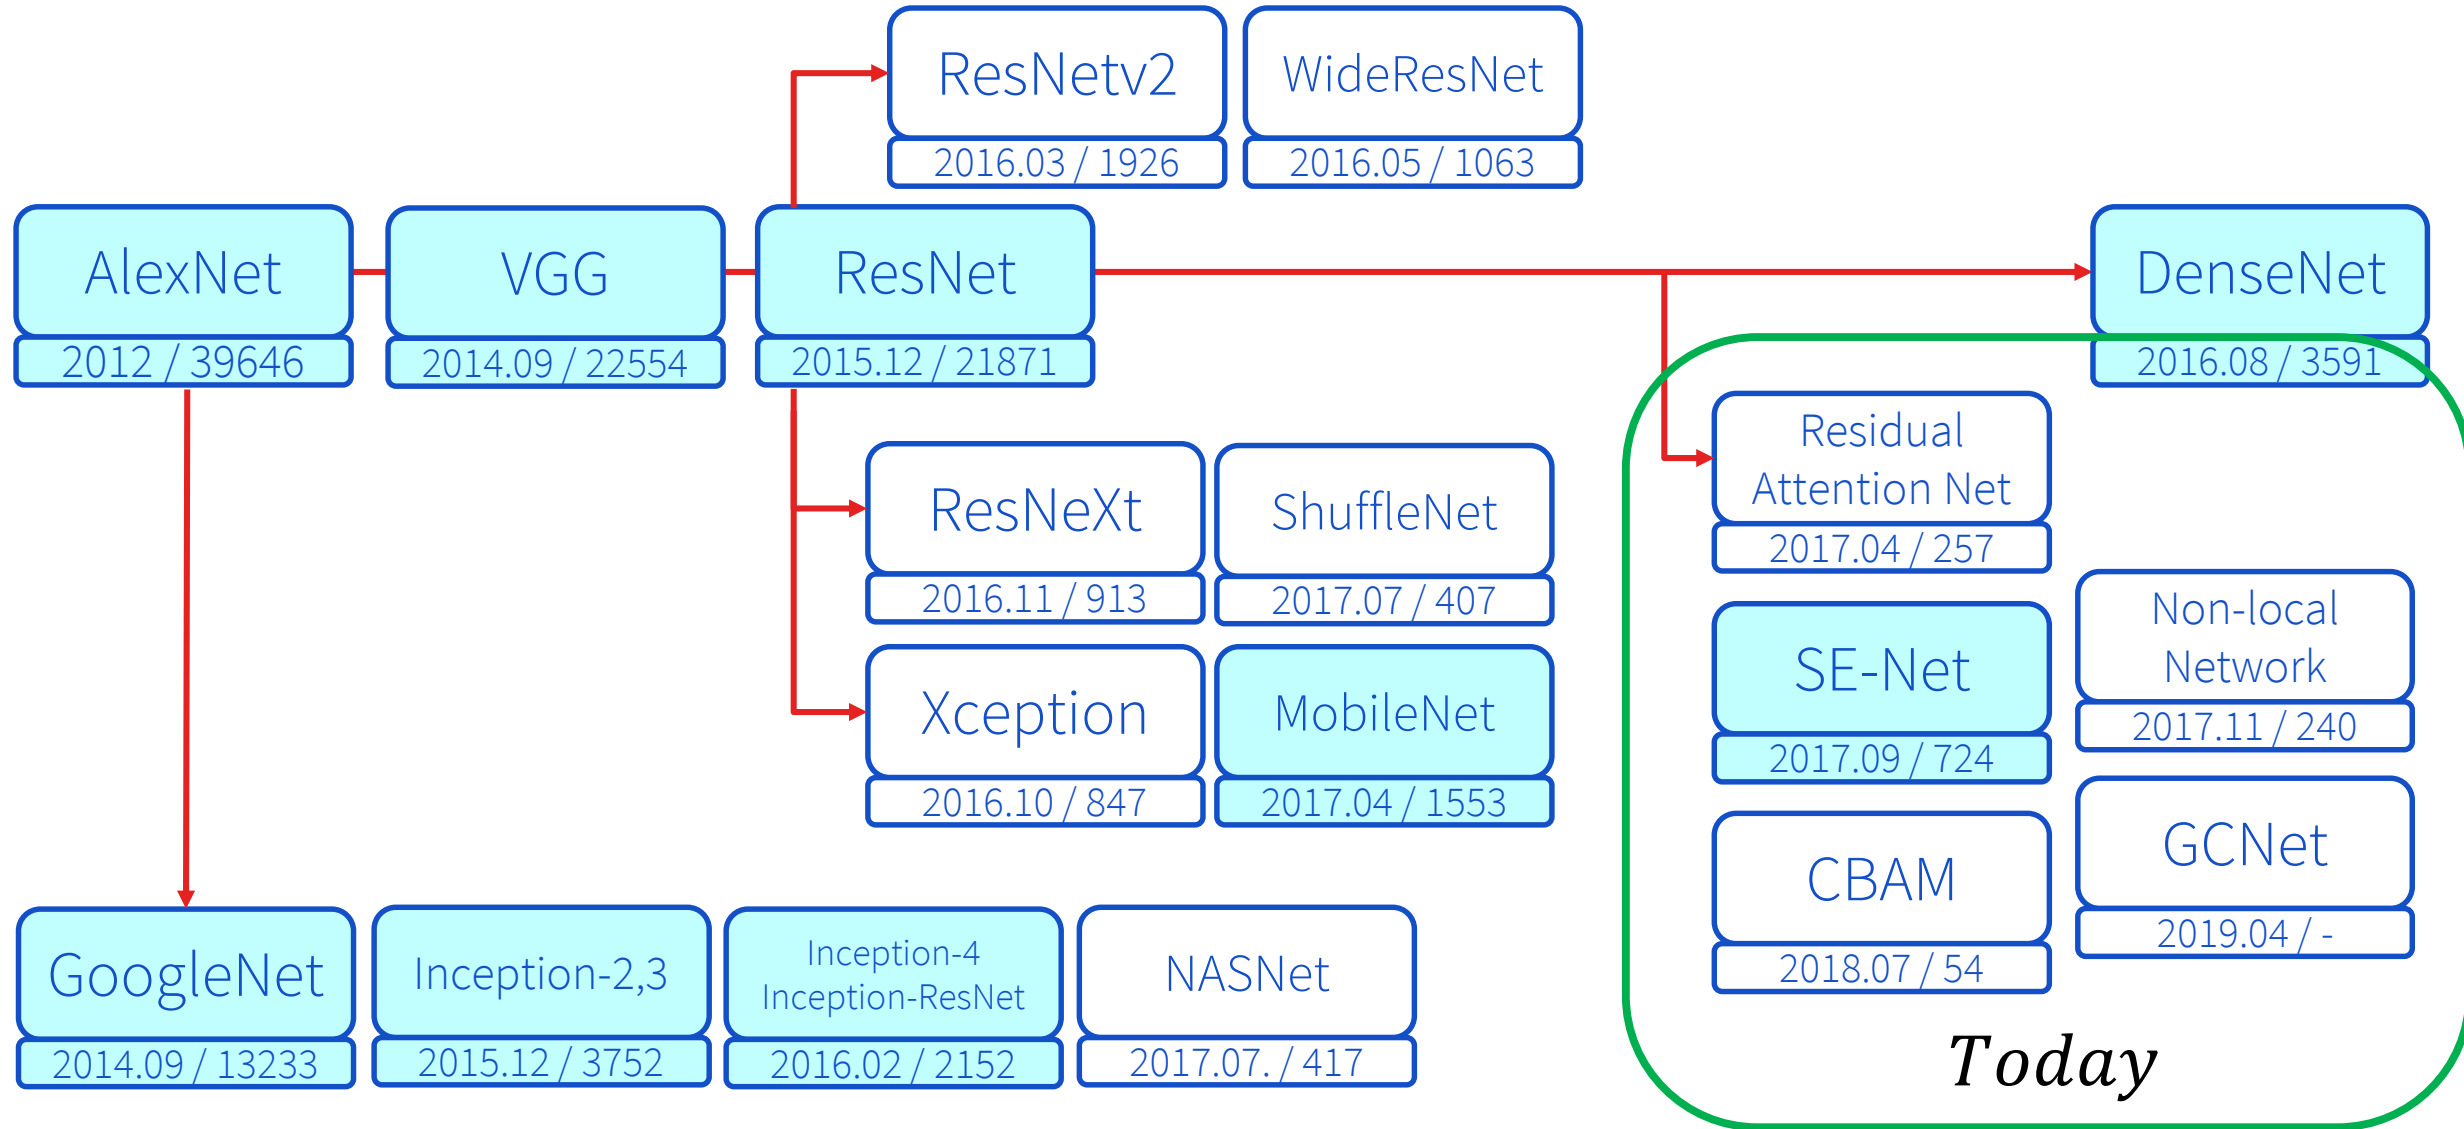 ResNetv2
2016.03 / 1926
WideResNet
2016.05 / 1063
AlexNet
2012 / 39646
VGG
2014.09 / 22554
ResNet
2015.12 / 21871
DenseNet
2016.08 / 3591
ResNeXt
2016.11 / 913
ShuffleNet
2017.07 / 407
Xception
2016.10 / 847
MobileNet
2017.04 / 1553
Residual
Attention Net
2017.04 / 257
SE-Net
2017.09 / 724
Non-local
Network
2017.11 / 240
CBAM
2018.07 / 54
GCNet
2019.04 / -
GoogleNet
2014.09 / 13233
Inception-2,3
2015.12 / 3752
Inception-4
Inception-ResNet
2016.02 / 2152
NASNet
2017.07. / 417
Today